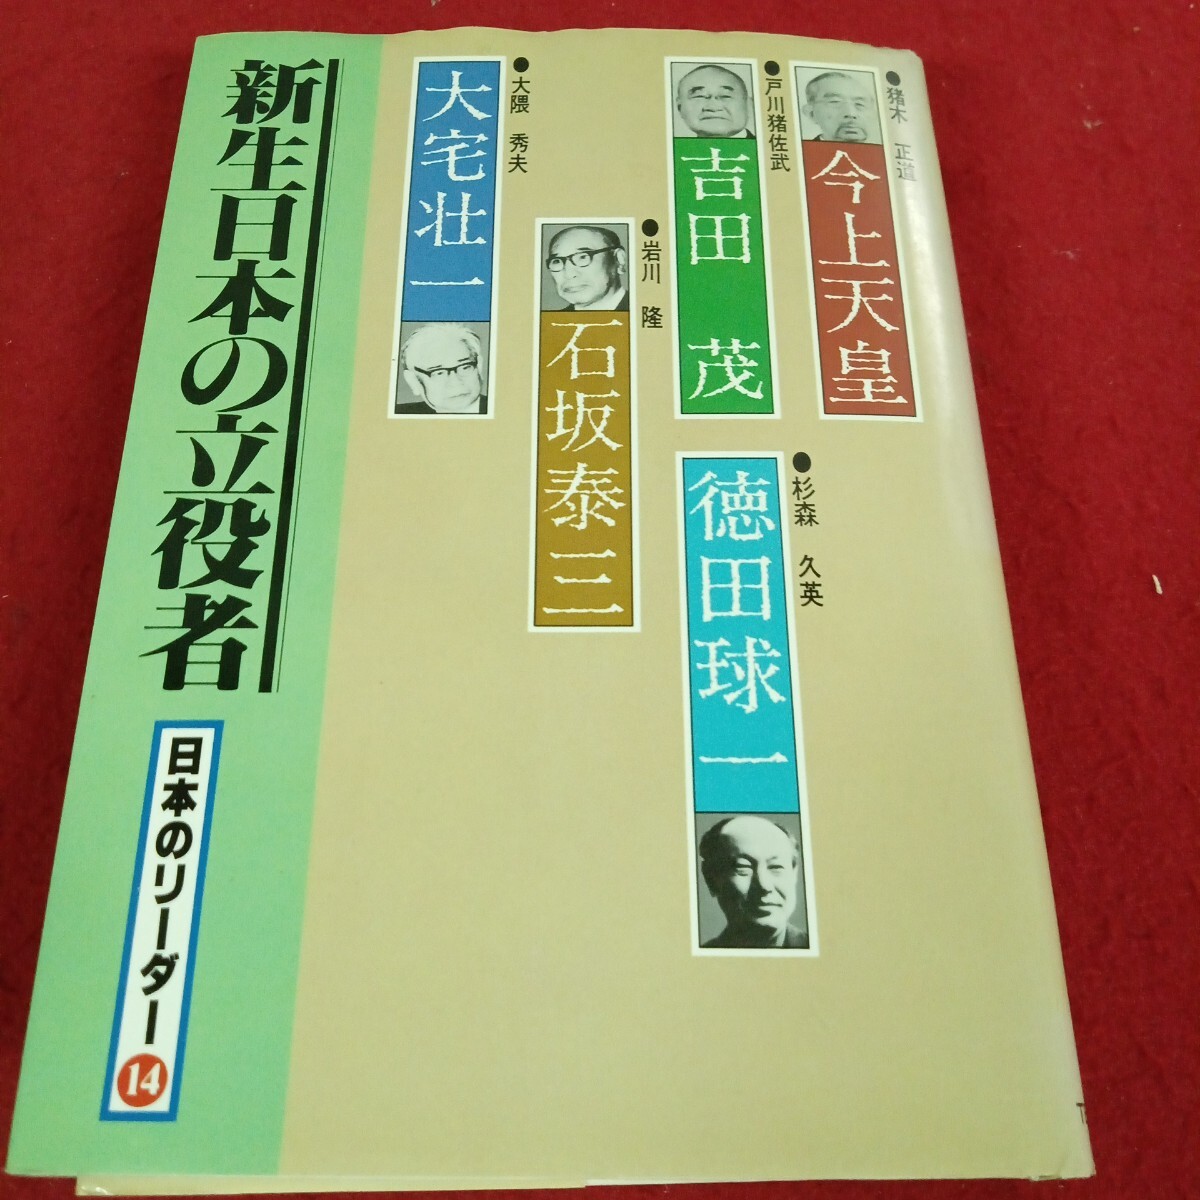 新生日本の立役者
日本のリーダー
14
●猪木 正道
今上天皇
●戸川猪佐武
吉田 茂
●杉森 久英
徳田球一
●岩川 隆
石坂泰三
●大隈 秀夫
大宅壮一